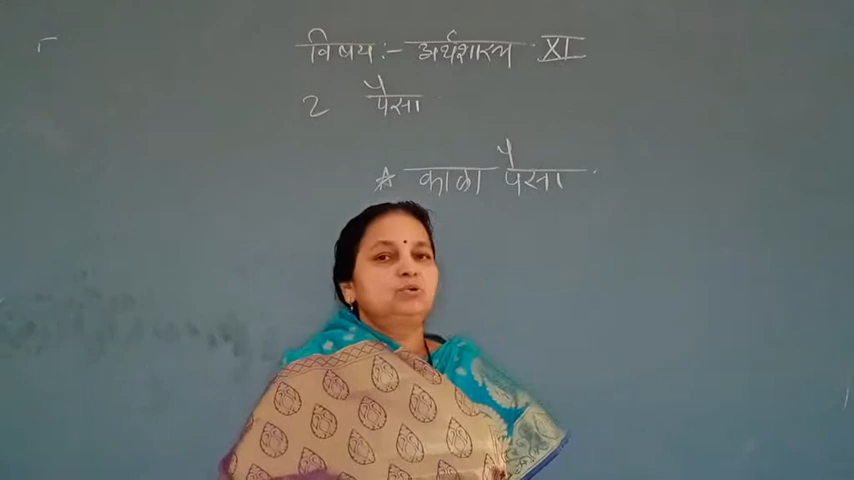 विषय :- अर्थशास्त्र . XI
2 पैसा
* काळा पैसा .